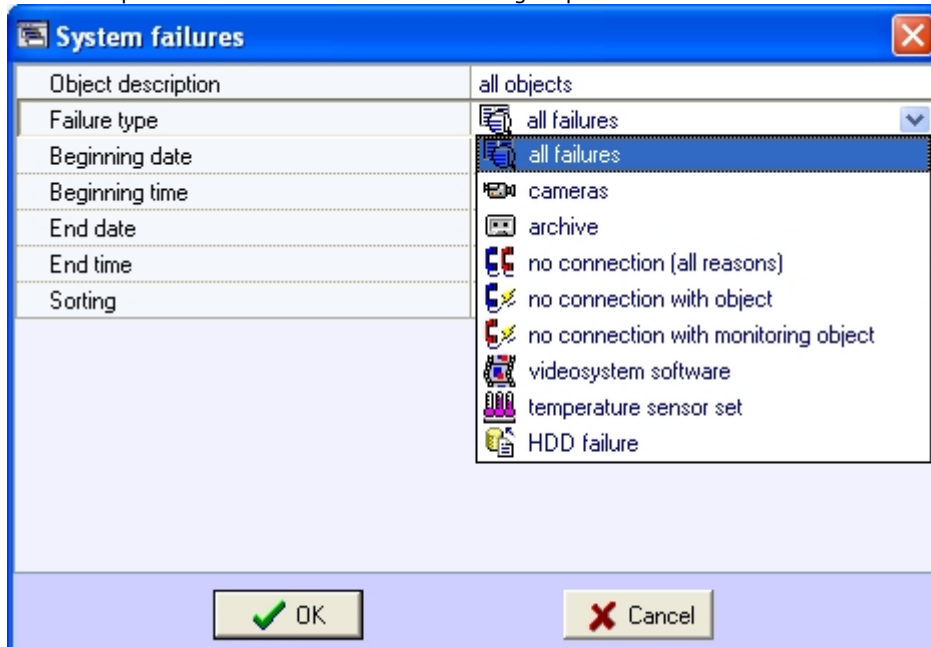 System failures
Object description all objects
Failure type all failures
Beginning date all failures
Beginning time cameras
End date archive
End time no connection (all reasons)
Sorting no connection with object
no connection with monitoring object
videosystem software
temperature sensor set
HDD failure
OK Cancel